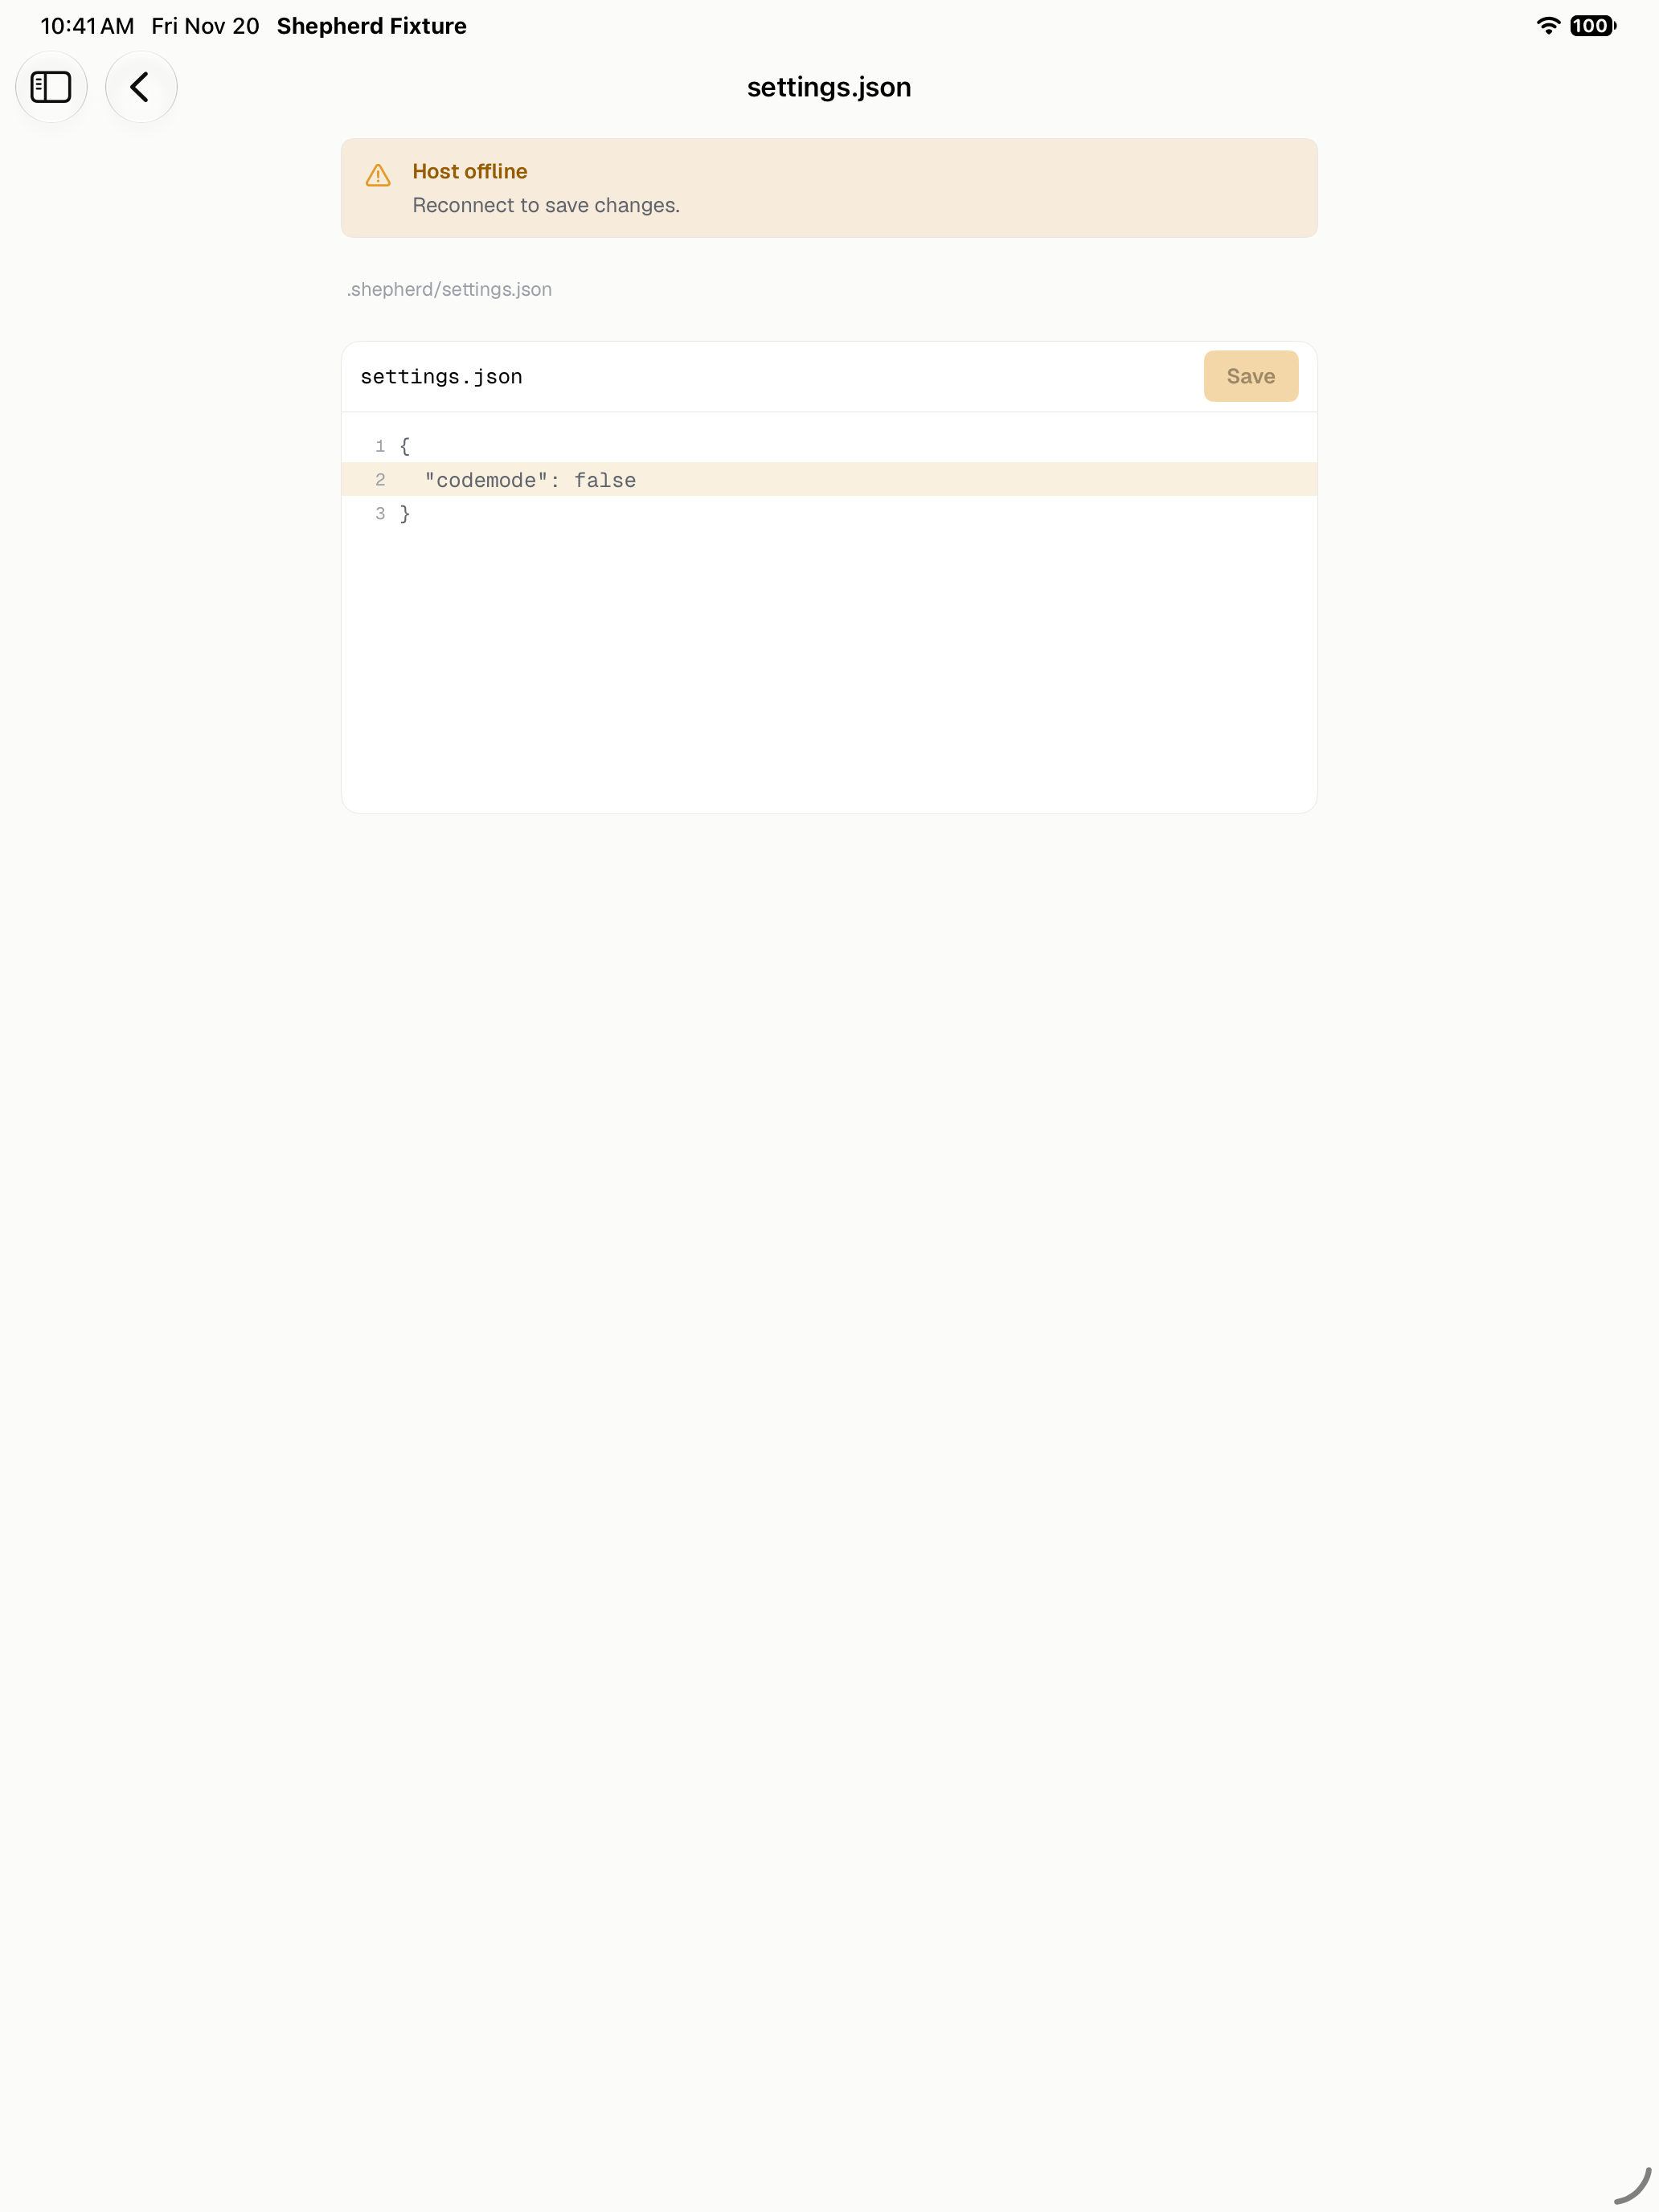 10:41 AM Fri Nov 20 Shepherd Fixture 100
settings.json
Host offline
Reconnect to save changes.
.shepherd/settings.json
settings.json Save
1 {
2 "codemode": false
3 }